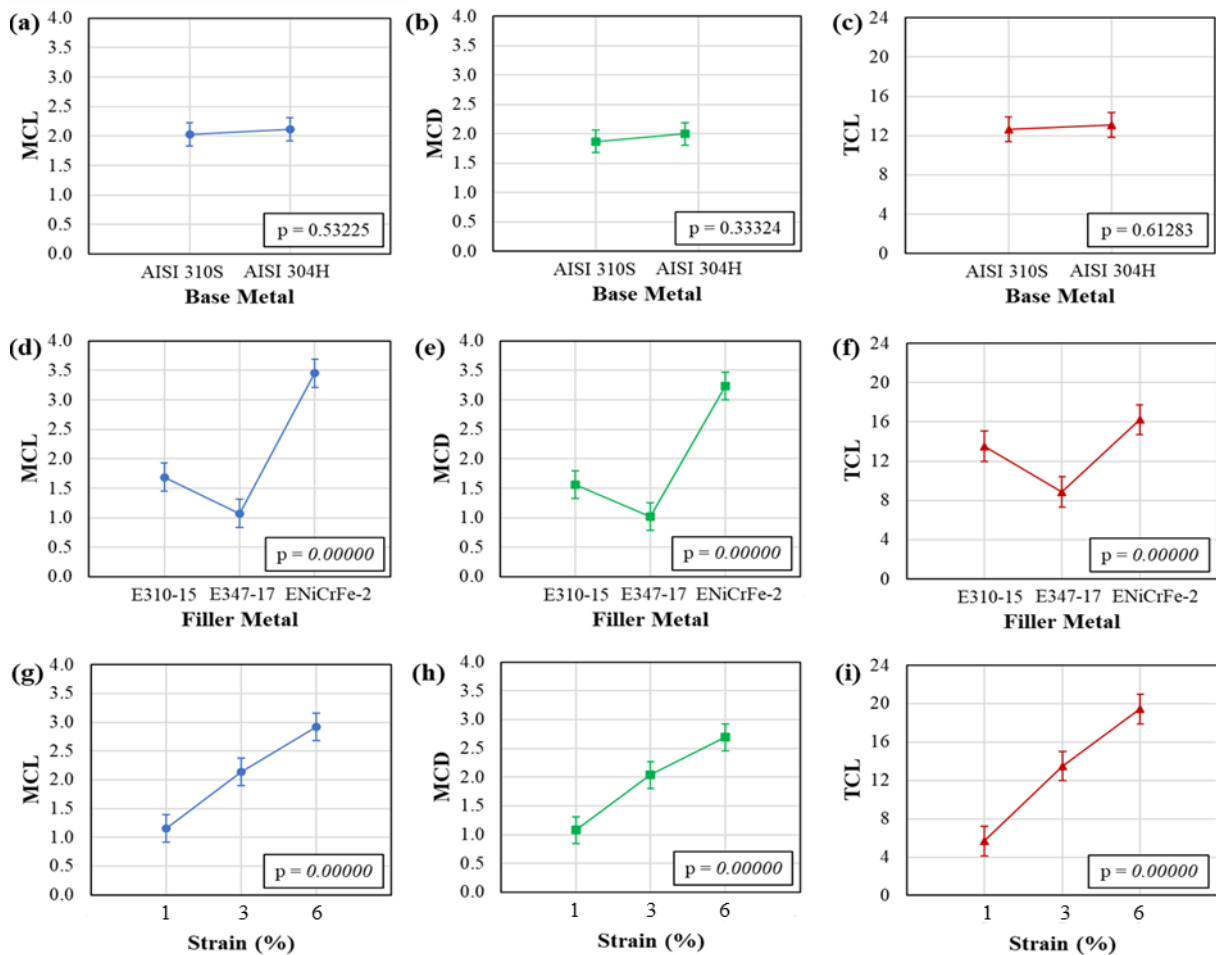 (a)
MCL
4.0
3.5
3.0
2.5
2.0
1.5
1.0
0.5
0.0
p = 0.53225
AISI 310S AISI 304H
Base Metal
(b)
MCD
4.0
3.5
3.0
2.5
2.0
1.5
1.0
0.5
0.0
p = 0.33324
AISI 310S AISI 304H
Base Metal
(c)
TCL
24
20
16
12
8
4
0
p = 0.61283
AISI 310S AISI 304H
Base Metal
(d)
MCL
4.0
3.5
3.0
2.5
2.0
1.5
1.0
0.5
0.0
p = 0.00000
E310-15 E347-17 ENiCrFe-2
Filler Metal
(e)
MCD
4.0
3.5
3.0
2.5
2.0
1.5
1.0
0.5
0.0
p = 0.00000
E310-15 E347-17 ENiCrFe-2
Filler Metal
(f)
TCL
24
20
16
12
8
4
0
p = 0.00000
E310-15 E347-17 ENiCrFe-2
Filler Metal
(g)
MCL
4.0
3.5
3.0
2.5
2.0
1.5
1.0
0.5
0.0
p = 0.00000
1 3 6
Strain (%)
(h)
MCD
4.0
3.5
3.0
2.5
2.0
1.5
1.0
0.5
0.0
p = 0.00000
1 3 6
Strain (%)
(i)
TCL
24
20
16
12
8
4
0
p = 0.00000
1 3 6
Strain (%)